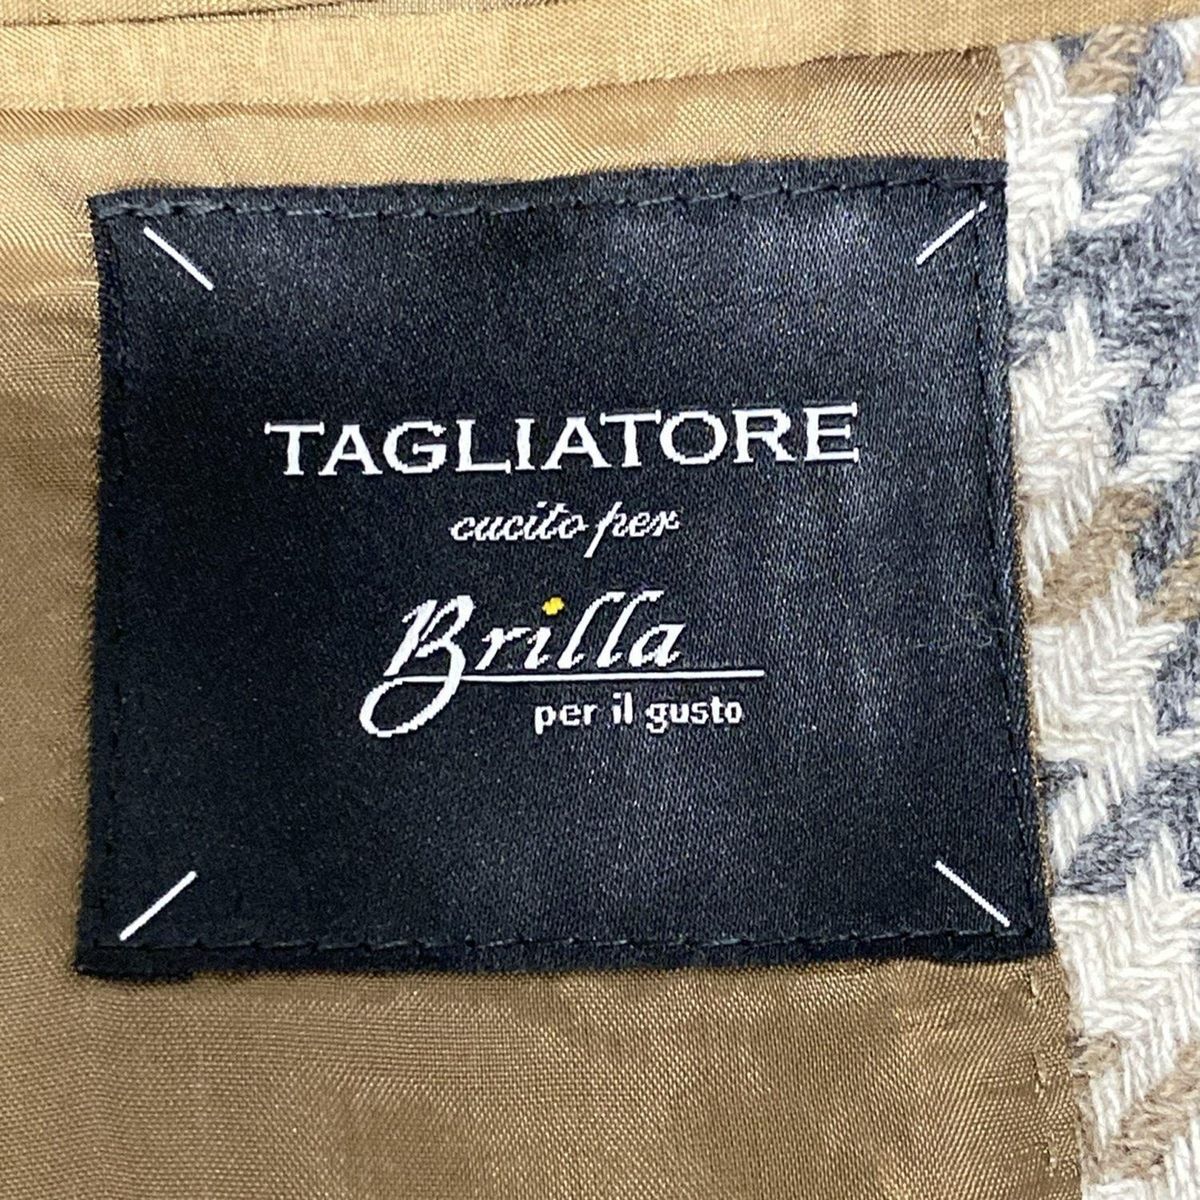 TAGLIATORE
cucito per
Brilla
per il gusto